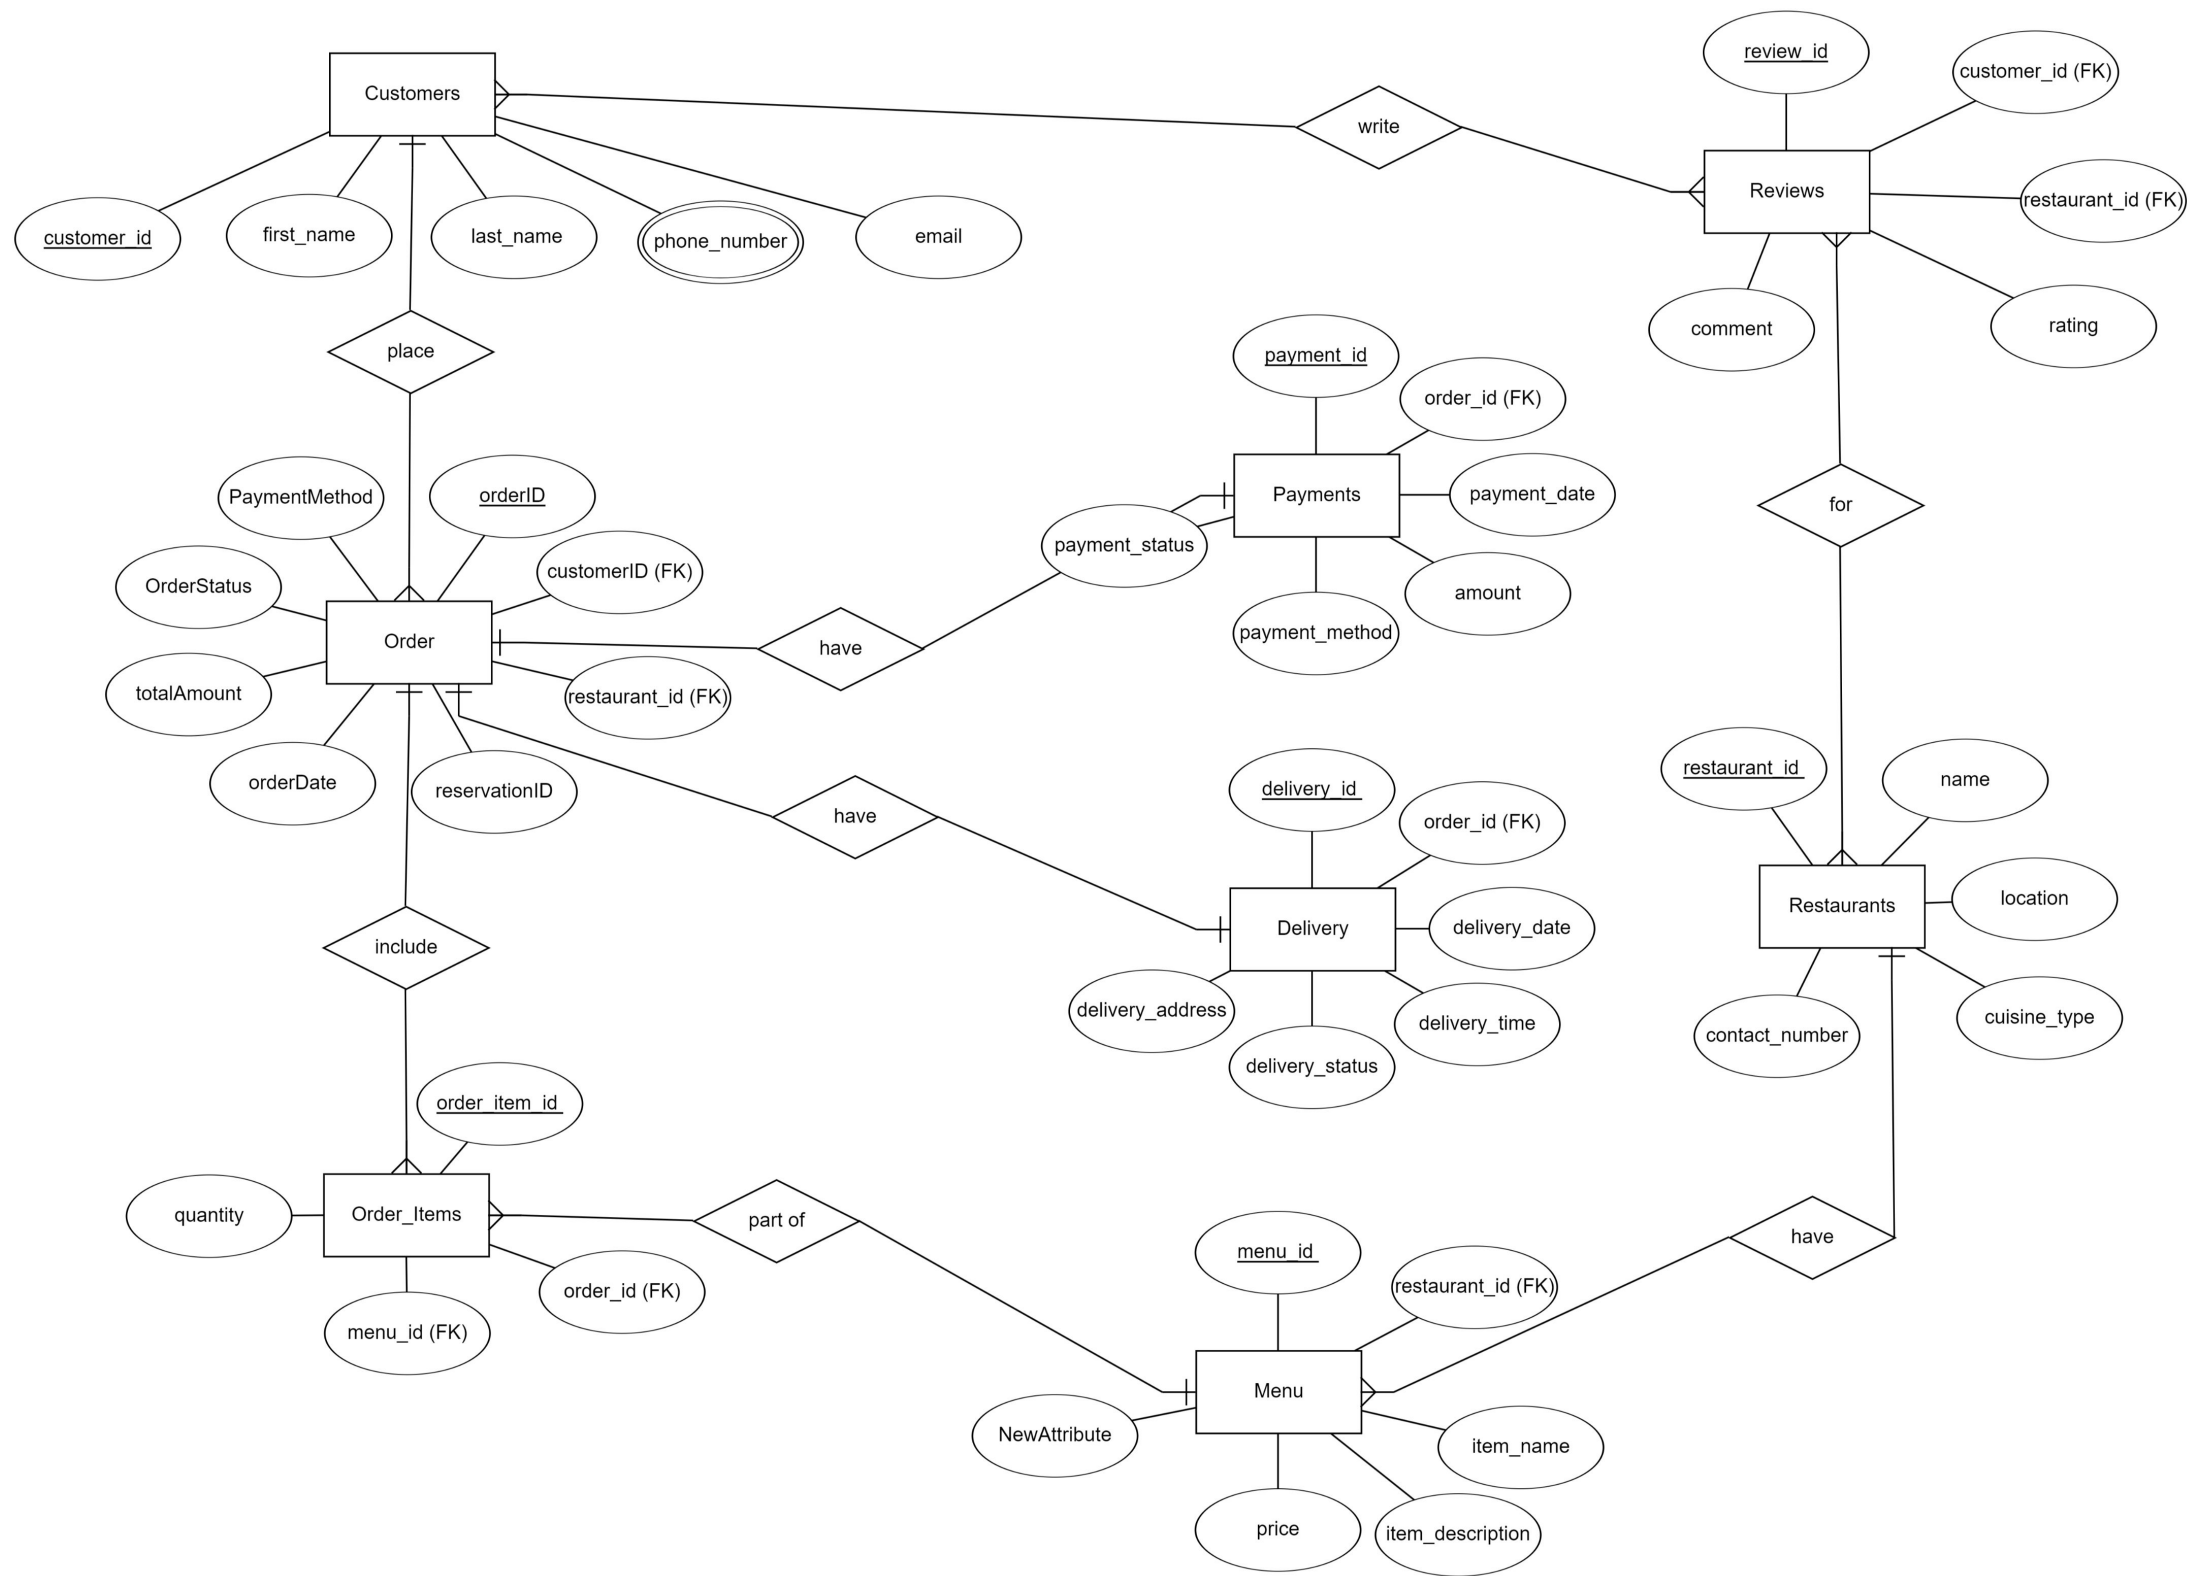 Customers
customer_id
first_name
last_name
phone_number
email
write
review_id
customer_id (FK)
Reviews
restaurant_id (FK)
comment
rating
place
payment_id
order_id (FK)
Payments
payment_date
payment_status
amount
payment_method
for
PaymentMethod
orderID
OrderStatus
customerID (FK)
Order
have
totalAmount
restaurant_id (FK)
orderDate
reservationID
have
delivery_id
order_id (FK)
Delivery
delivery_date
delivery_address
delivery_time
delivery_status
restaurant_id
name
Restaurants
location
contact_number
cuisine_type
include
order_item_id
quantity
Order_Items
order_id (FK)
menu_id (FK)
part of
have
menu_id
restaurant_id (FK)
Menu
NewAttribute
item_name
price
item_description